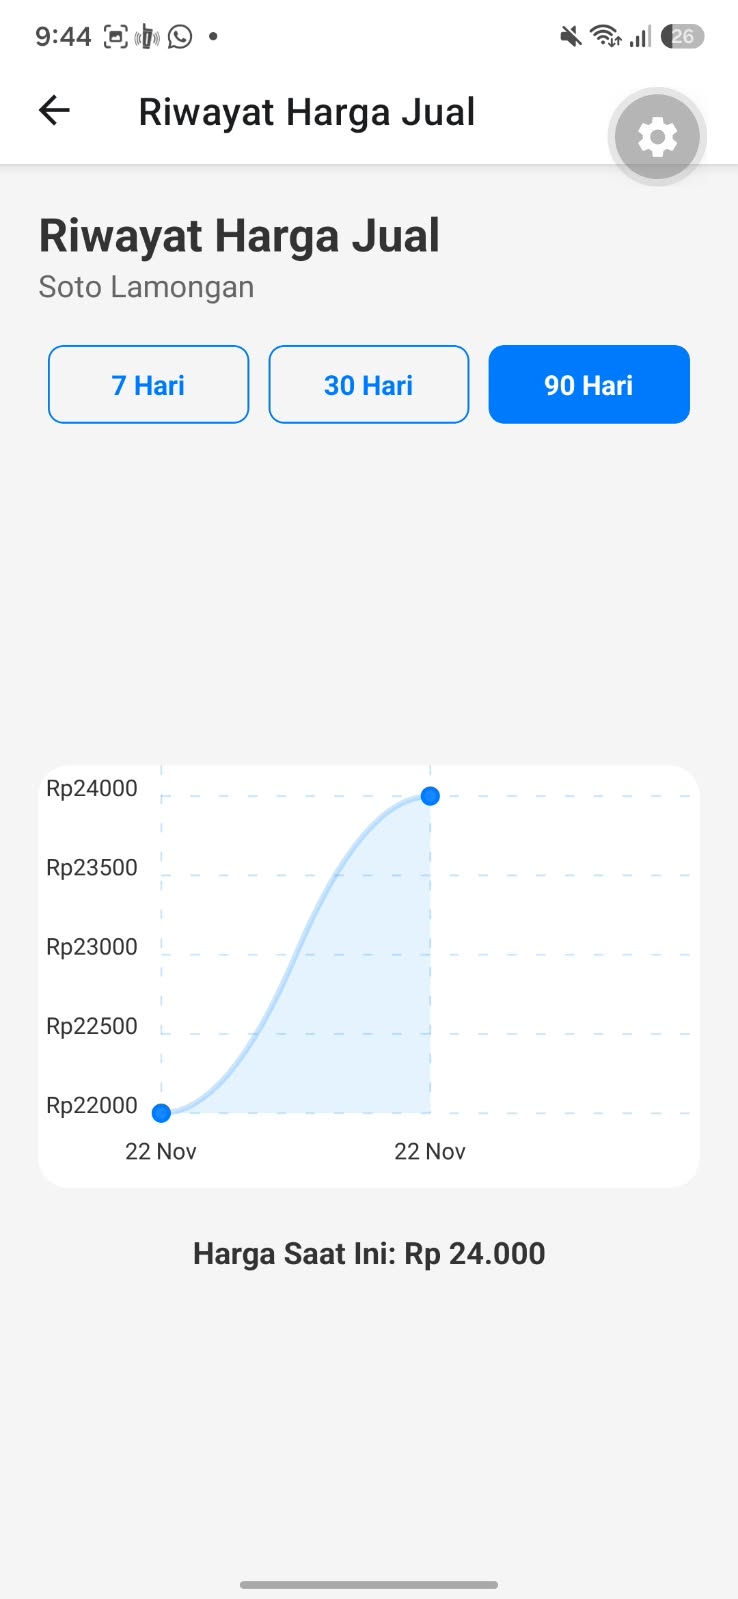 9:44
26
Riwayat Harga Jual
Riwayat Harga Jual
Soto Lamongan
7 Hari
30 Hari
90 Hari
Rp24000
Rp23500
Rp23000
Rp22500
Rp22000
22 Nov
22 Nov
Harga Saat Ini: Rp 24.000